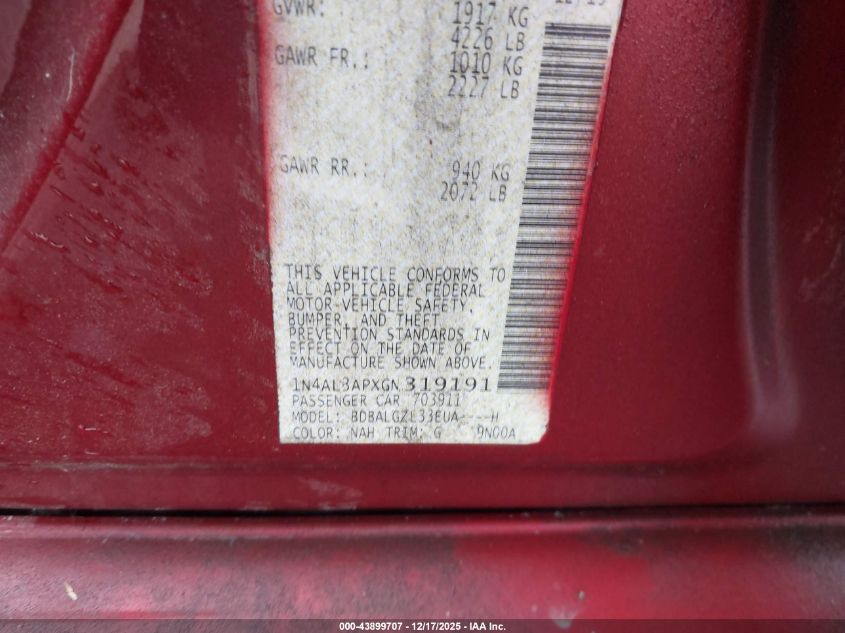 GVWR: 1917 KG
4226 LB
GAWR FR.: 1010 KG
2227 LB
GAWR RR.: 940 KG
2072 LB
THIS VEHICLE CONFORMS TO
ALL APPLICABLE FEDERAL
MOTOR VEHICLE SAFETY,
BUMPER, AND THEFT
PREVENTION STANDARDS IN
EFFECT ON THE DATE OF
MANUFACTURE SHOWN ABOVE.
1N4AL3APXGN319191
PASSENGER CAR 703911
MODEL: BDBALGZL33EUA----H
COLOR: NAH TRIM: G 9N00A
000-43899707 — 12/17/2025 — IAA Inc.